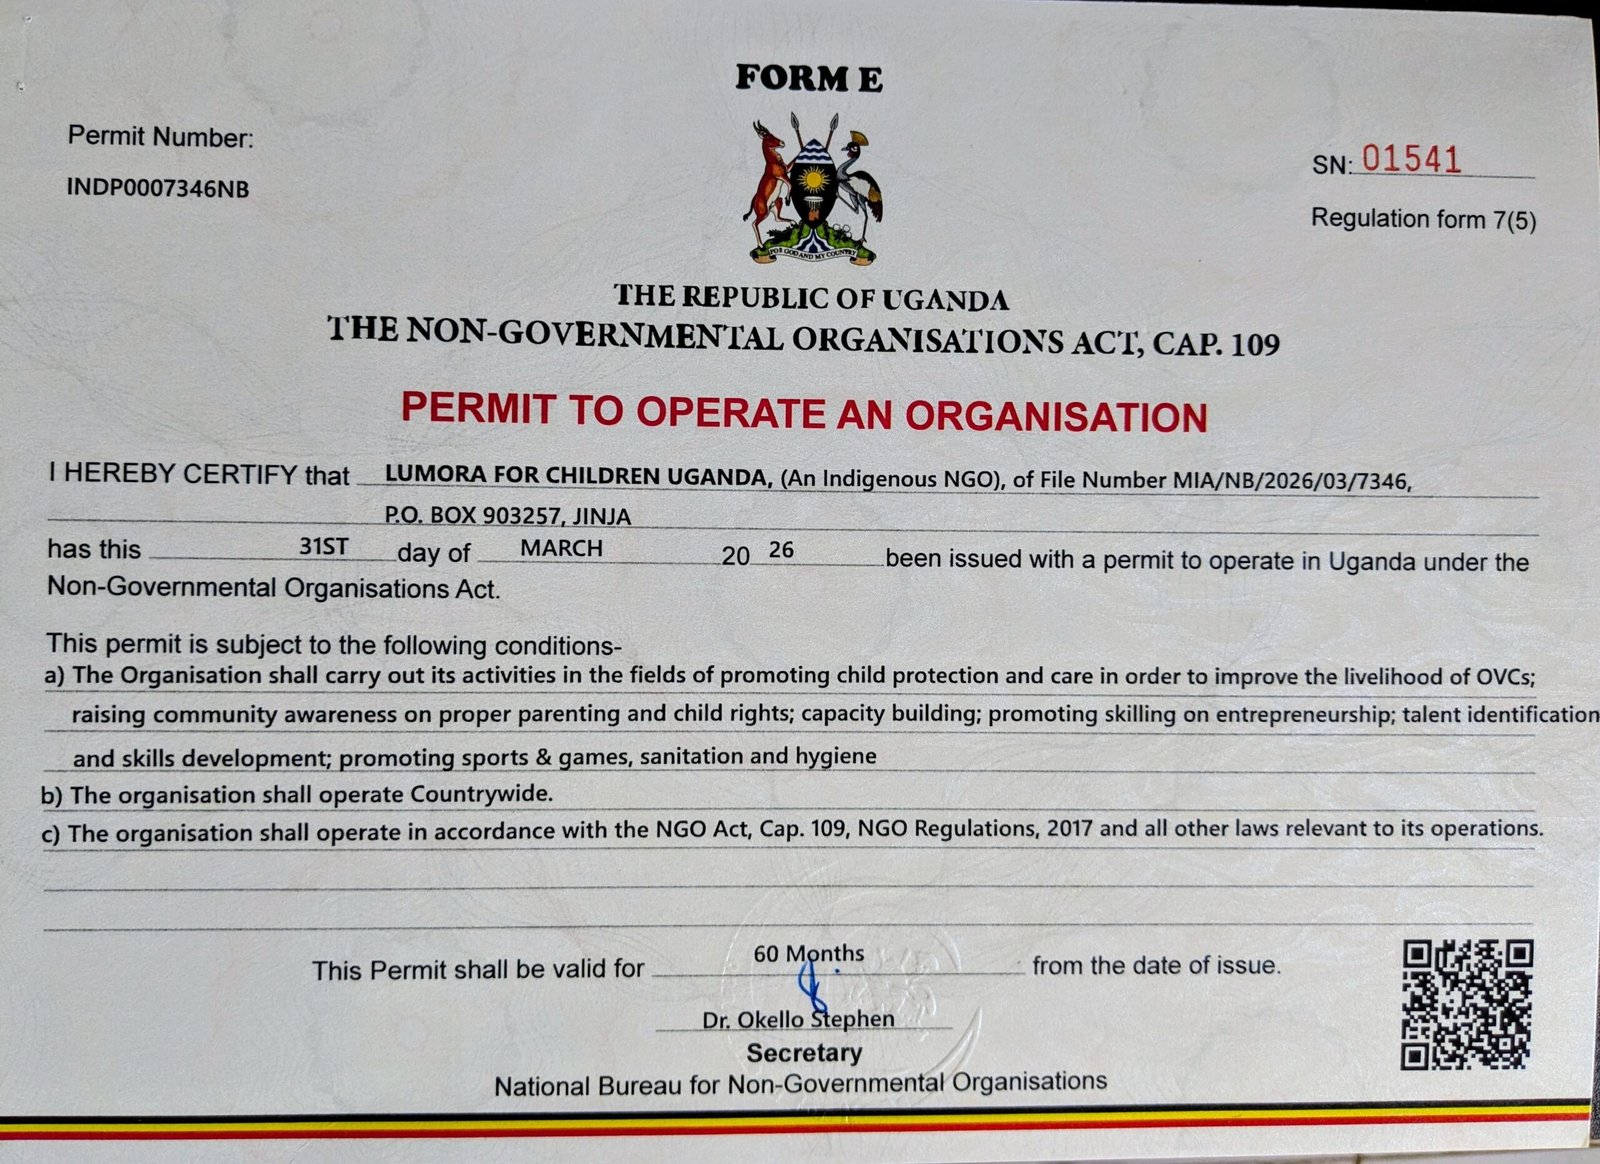 FORM E
Permit Number:
INDP0007346NB
SN: 01541
Regulation form 7(5)
FOR GOD AND MY COUNTRY
THE REPUBLIC OF UGANDA
THE NON-GOVERNMENTAL ORGANISATIONS ACT, CAP. 109
PERMIT TO OPERATE AN ORGANISATION
I HEREBY CERTIFY that LUMORA FOR CHILDREN UGANDA, (An Indigenous NGO), of File Number MIA/NB/2026/03/7346,
P.O. BOX 903257, JINJA
has this 31ST day of MARCH 20 26 been issued with a permit to operate in Uganda under the
Non-Governmental Organisations Act.
This permit is subject to the following conditions-
a) The Organisation shall carry out its activities in the fields of promoting child protection and care in order to improve the livelihood of OVCs;
raising community awareness on proper parenting and child rights; capacity building; promoting skilling on entrepreneurship; talent identification
and skills development; promoting sports & games, sanitation and hygiene
b) The organisation shall operate Countrywide.
c) The organisation shall operate in accordance with the NGO Act, Cap. 109, NGO Regulations, 2017 and all other laws relevant to its operations.
This Permit shall be valid for 60 Months from the date of issue.
Dr. Okello Stephen
Secretary
National Bureau for Non-Governmental Organisations